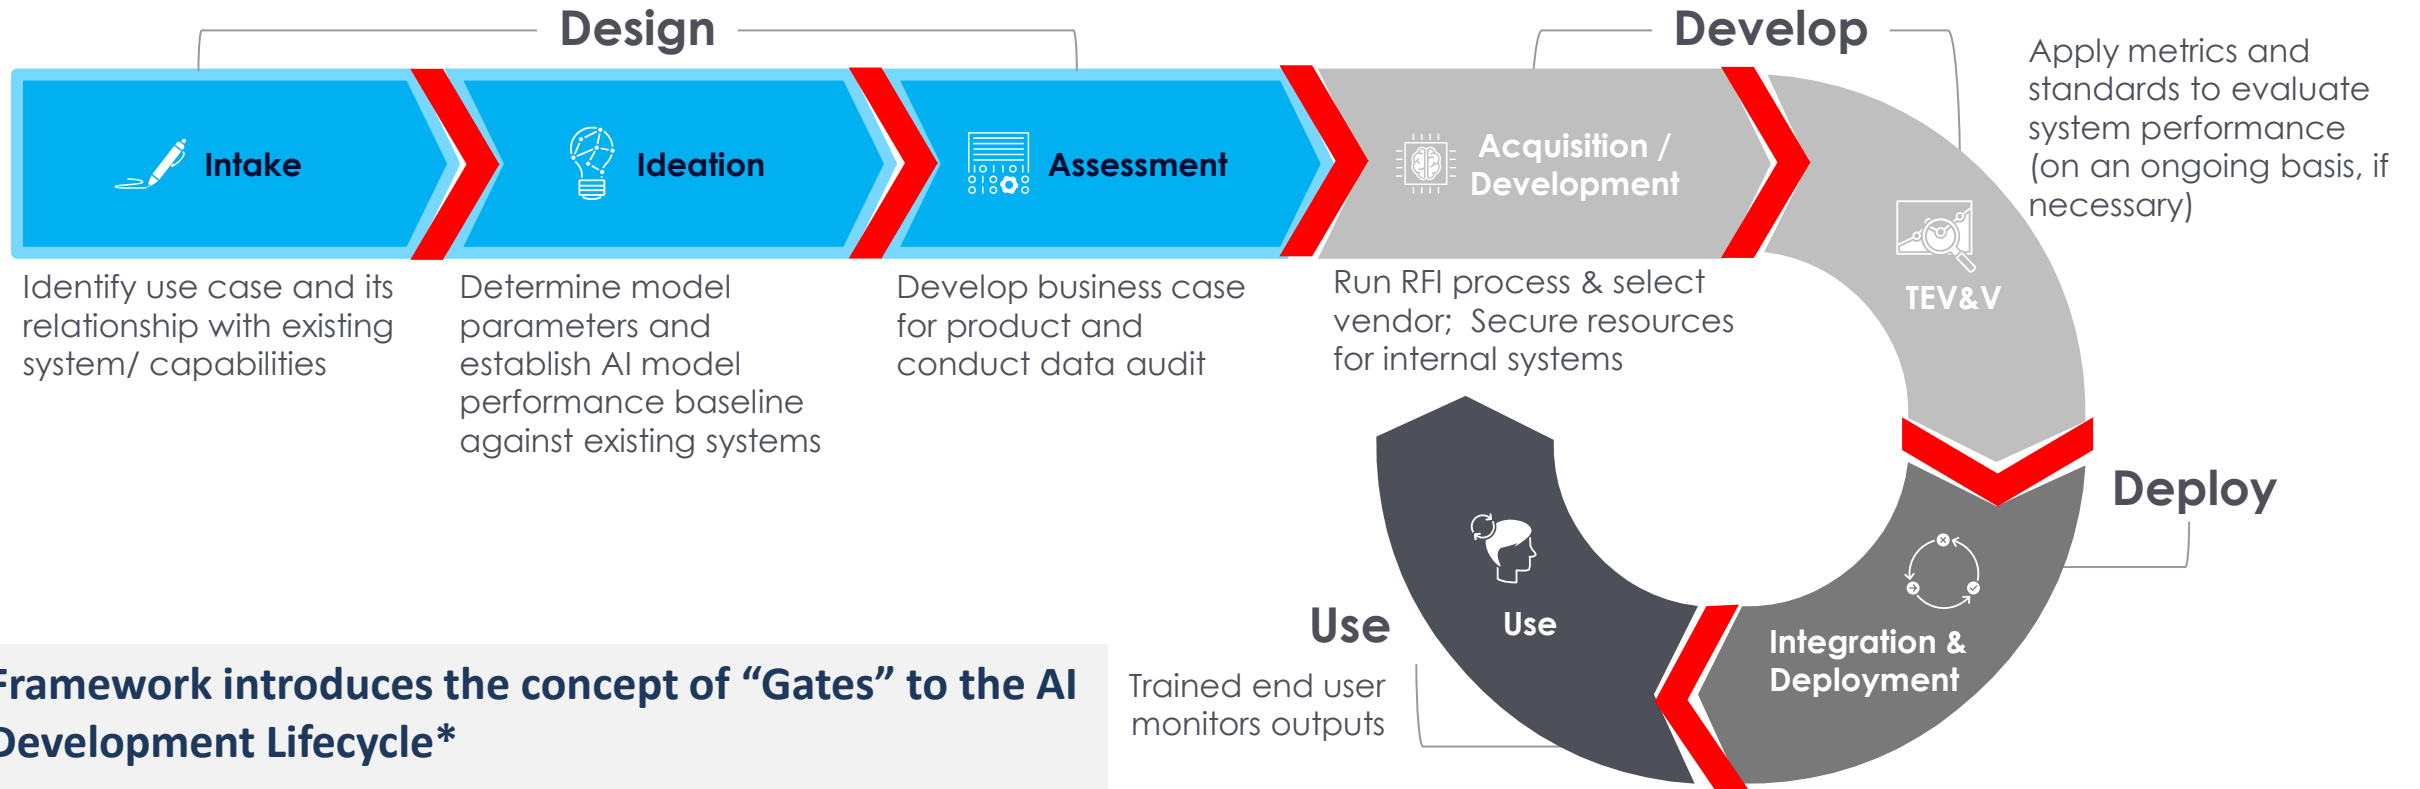 Design
Develop
Intake
Ideation
Assessment
Acquisition /
Development
Identify use case and its
relationship with existing
system/ capabilities
Determine model
parameters and
establish AI model
performance baseline
against existing systems
Develop business case
for product and
conduct data audit
Run RFI process & select
vendor;  Secure resources
for internal systems
Apply metrics and
standards to evaluate
system performance
(on an ongoing basis, if
necessary)
TEV&V
Deploy
Integration &
Deployment
Use
Use
Trained end user
monitors outputs
Framework introduces the concept of “Gates” to the AI
Development Lifecycle*